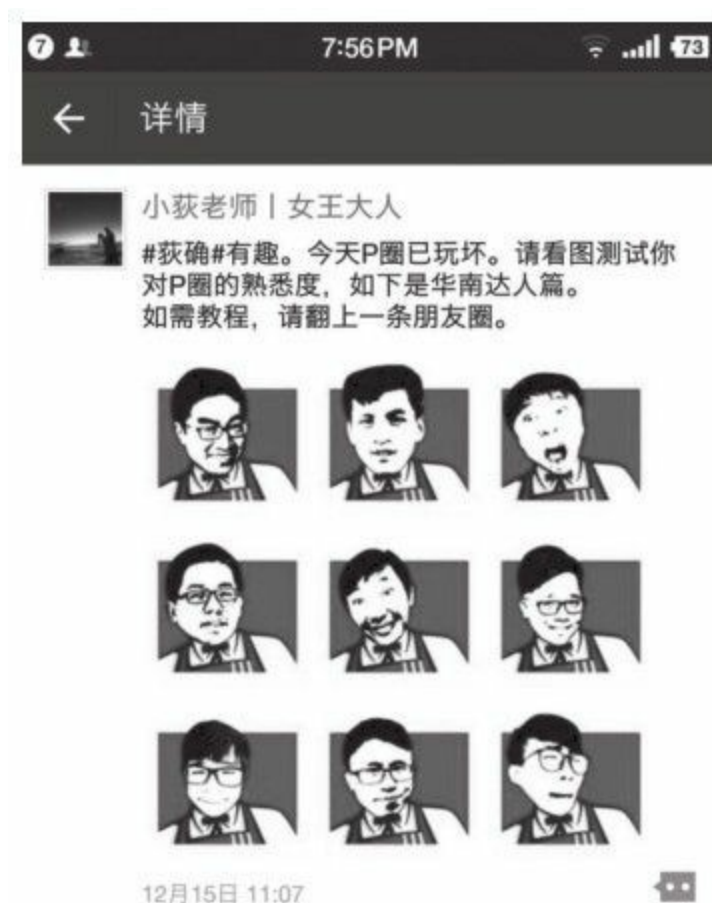 7
7:56PM
73
详情
小荻老师丨女王大人
#荻确#有趣。今天P圈已玩坏。请看图测试你
对P圈的熟悉度，如下是华南达人篇。
如需教程，请翻上一条朋友圈。
12月15日 11:07